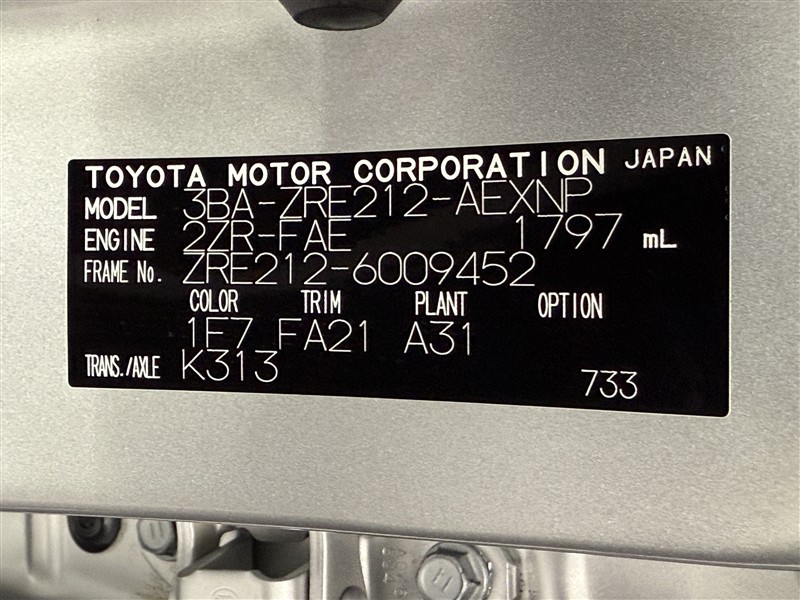 TOYOTA MOTOR CORPORATION JAPAN
MODEL 3BA-ZRE212-AEXNP
ENGINE 2ZR-FAE 1797 mL
FRAME No. ZRE212-6009452
COLOR TRIM PLANT OPTION
1F7 FA21 A31
TRANS./AXLE K313
733